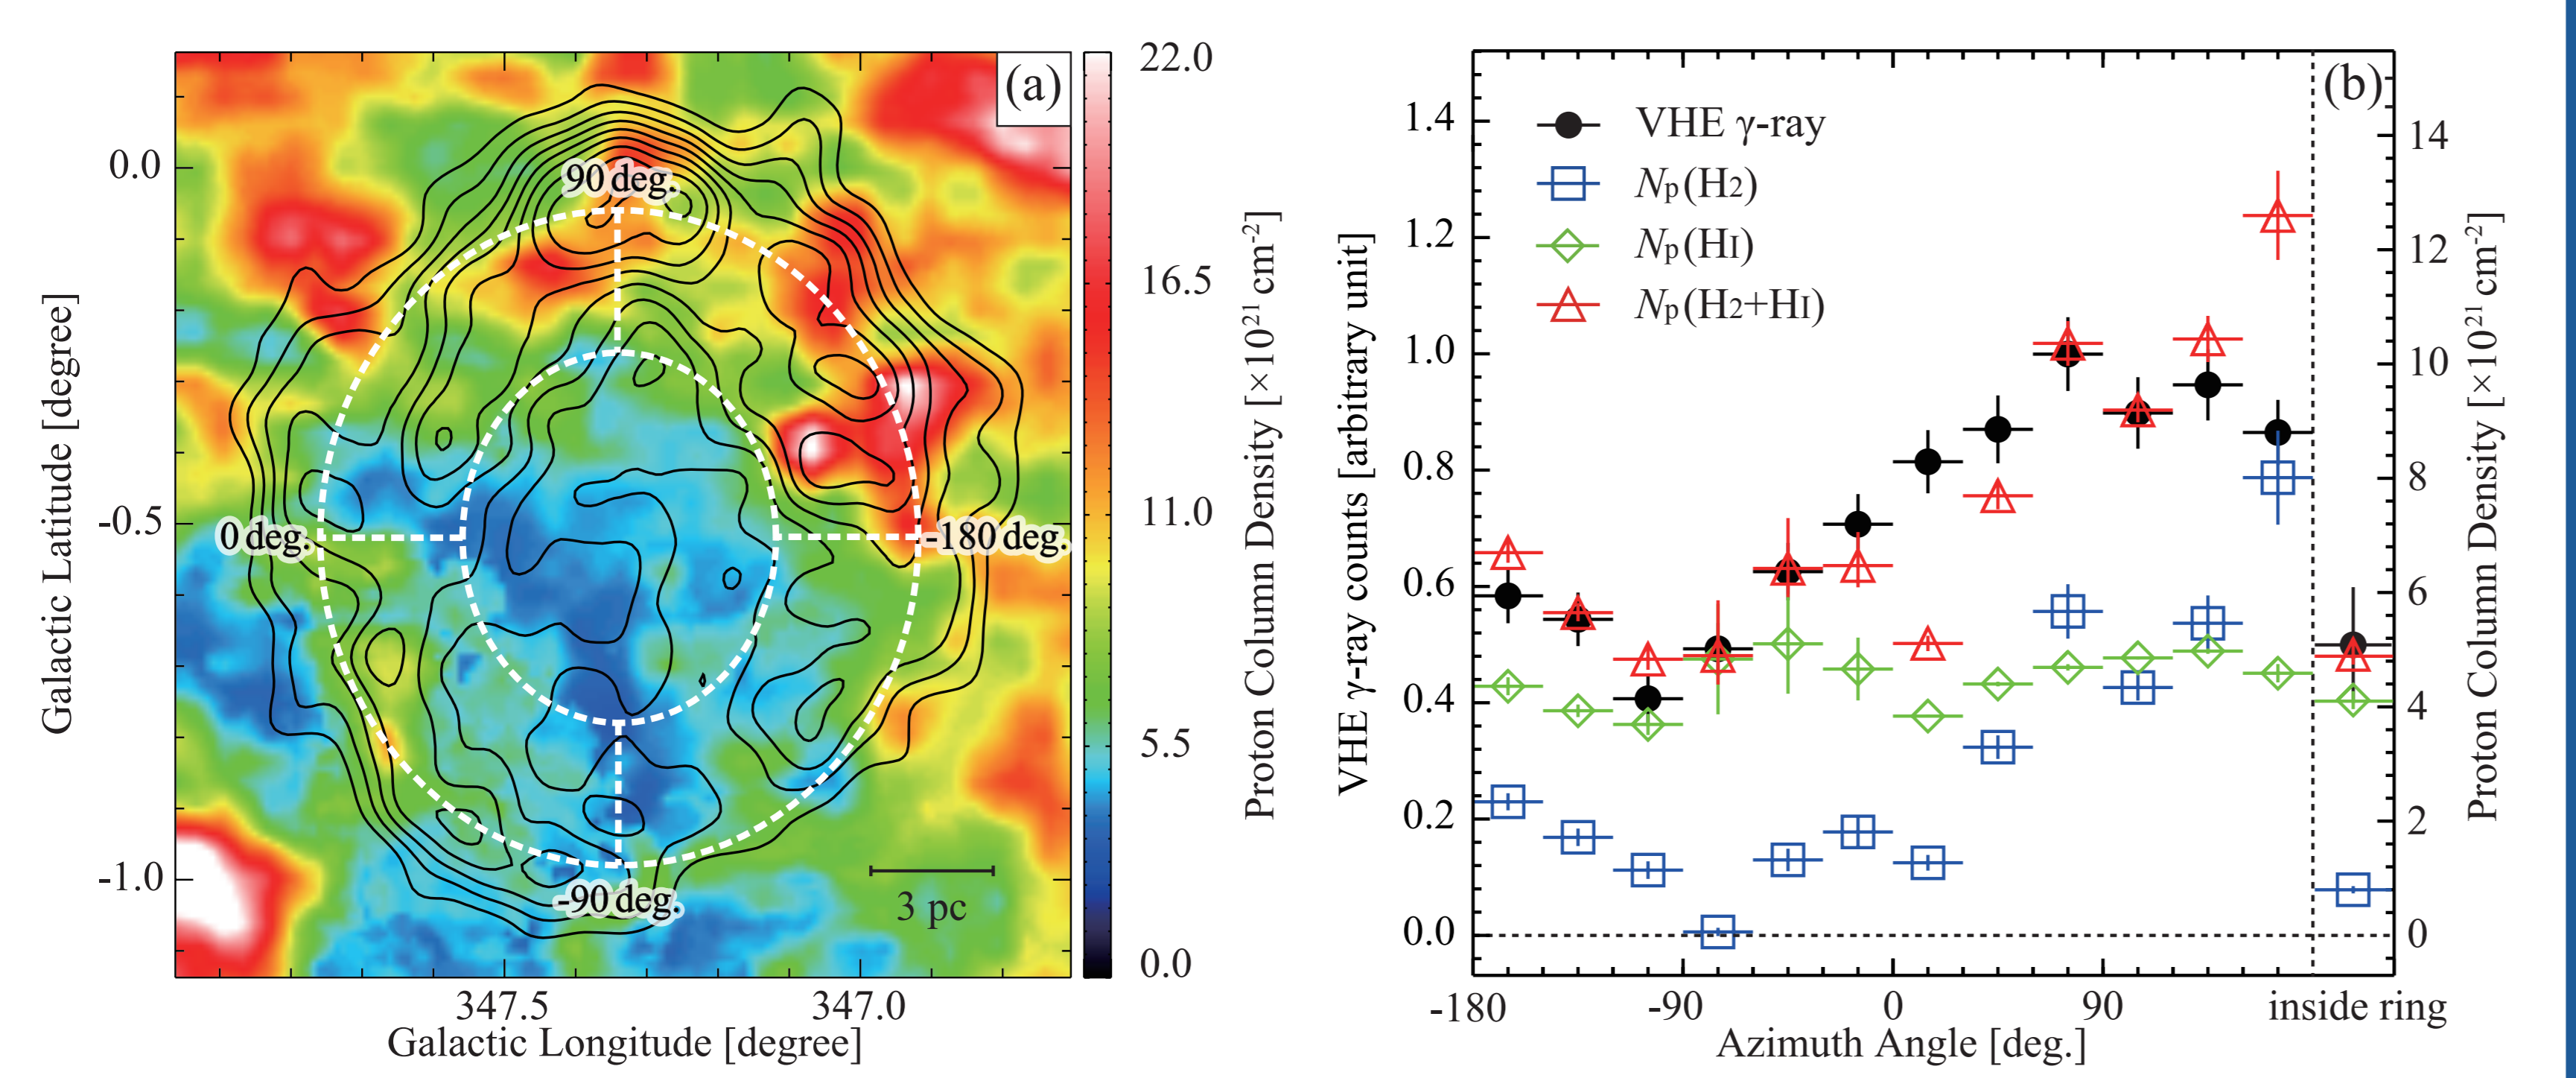 (a)
90 deg.
0 deg.
-180 deg.
-90 deg.
3 pc
0.0
-0.5
-1.0
Galactic Latitude [degree]
347.5
347.0
Galactic Longitude [degree]
22.0
16.5
11.0
5.5
0.0
Proton Column Density [×10²¹ cm⁻²]
(b)
VHE γ-ray
Np(H2)
Np(HI)
Np(H2+HI)
1.4
1.2
1.0
0.8
0.6
0.4
0.2
0.0
VHE γ-ray counts [arbitrary unit]
14
12
10
8
6
4
2
0
Proton Column Density [×10²¹ cm⁻²]
-180
-90
0
90
inside ring
Azimuth Angle [deg.]